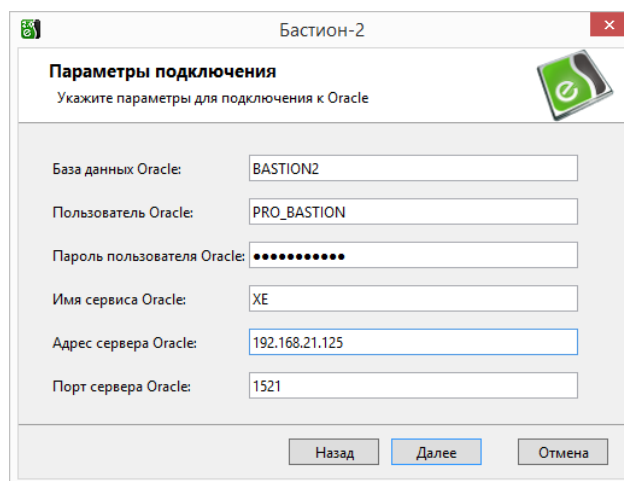 Бастион-2
Параметры подключения
Укажите параметры для подключения к Oracle
База данных Oracle: BASTION2
Пользователь Oracle: PRO_BASTION
Пароль пользователя Oracle: ●●●●●●●●●●●
Имя сервиса Oracle: XE
Адрес сервера Oracle: 192.168.21.125
Порт сервера Oracle: 1521
Назад Далее Отмена